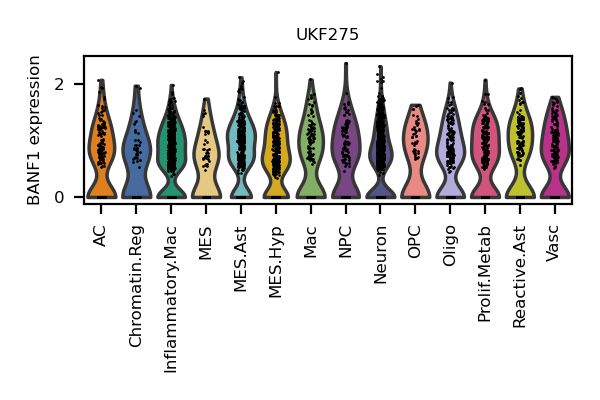 UKF275
BANF1 expression
2
0
AC
Chromatin.Reg
Inflammatory.Mac
MES
MES.Ast
MES.Hyp
Mac
NPC
Neuron
OPC
Oligo
Prolif.Metab
Reactive.Ast
Vasc